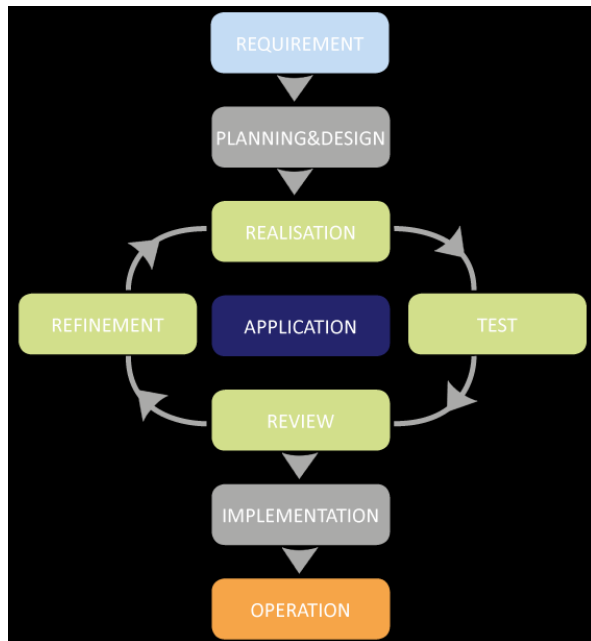 REQUIREMENT
PLANNING&DESIGN
REALISATION
REFINEMENT
APPLICATION
TEST
REVIEW
IMPLEMENTATION
OPERATION